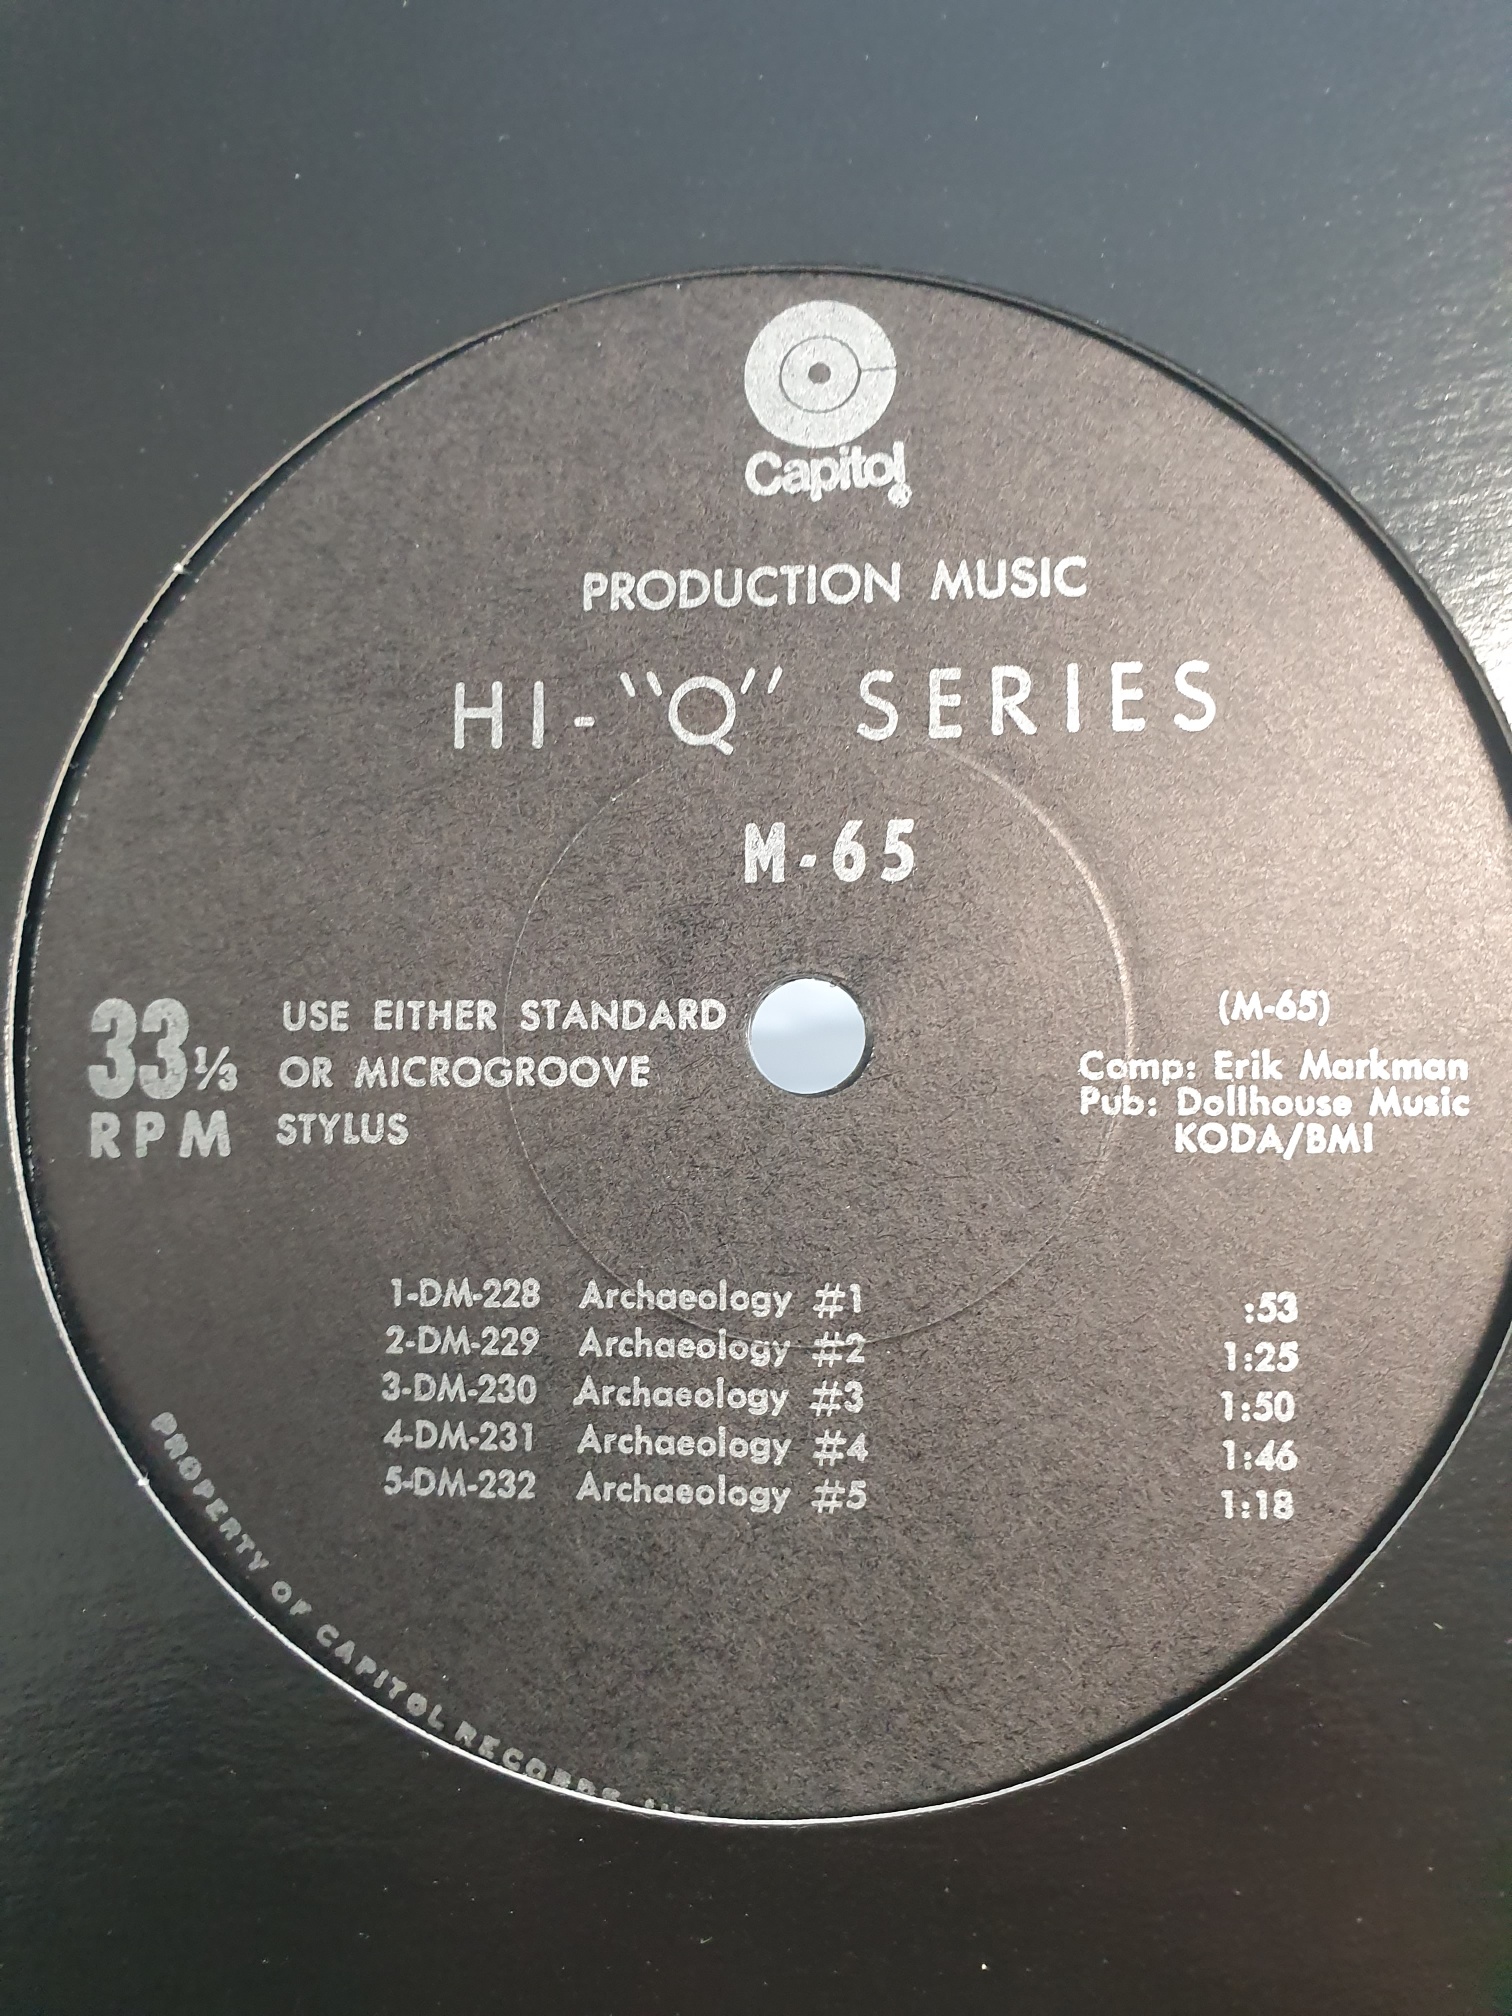 Capitol®
PRODUCTION MUSIC
HI-"Q" SERIES
M-65
33⅓
RPM
USE EITHER STANDARD
OR MICROGROOVE
STYLUS
(M-65)
Comp: Erik Markman
Pub: Dollhouse Music
KODA/BMI
1-DM-228 Archaeology #1 :53
2-DM-229 Archaeology #2 1:25
3-DM-230 Archaeology #3 1:50
4-DM-231 Archaeology #4 1:46
5-DM-232 Archaeology #5 1:18
PROPERTY OF CAPITOL RECORDS